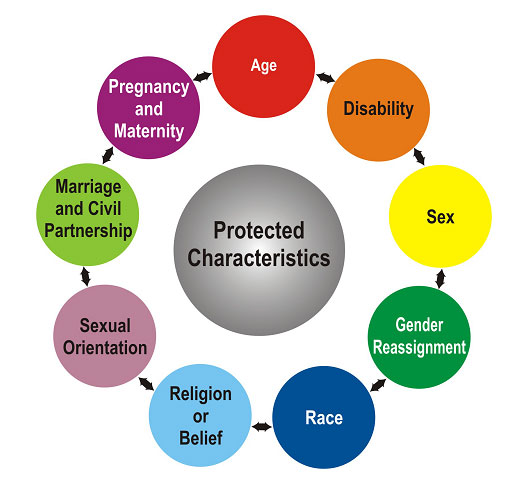 Protected
Characteristics
Age
Disability
Sex
Gender
Reassignment
Race
Religion
or
Belief
Sexual
Orientation
Marriage
and Civil
Partnership
Pregnancy
and
Maternity